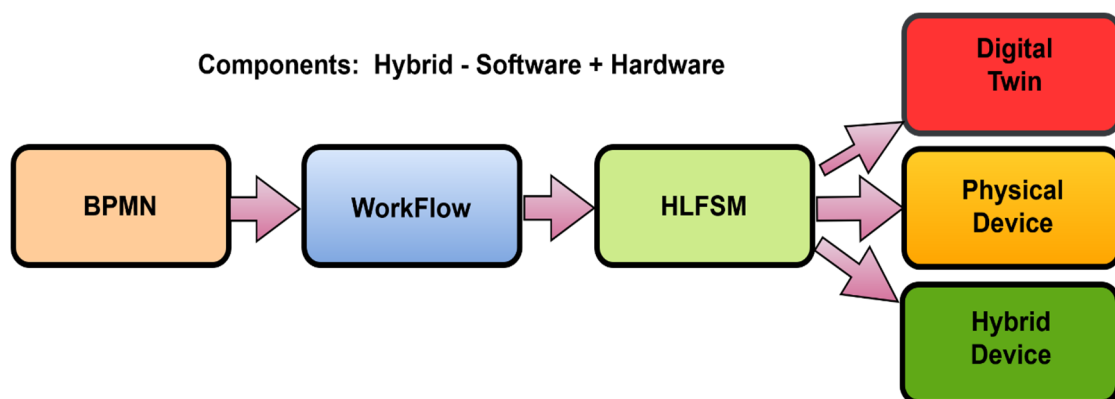 Components: Hybrid - Software + Hardware
BPMN
WorkFlow
HLFSM
Digital
Twin
Physical
Device
Hybrid
Device